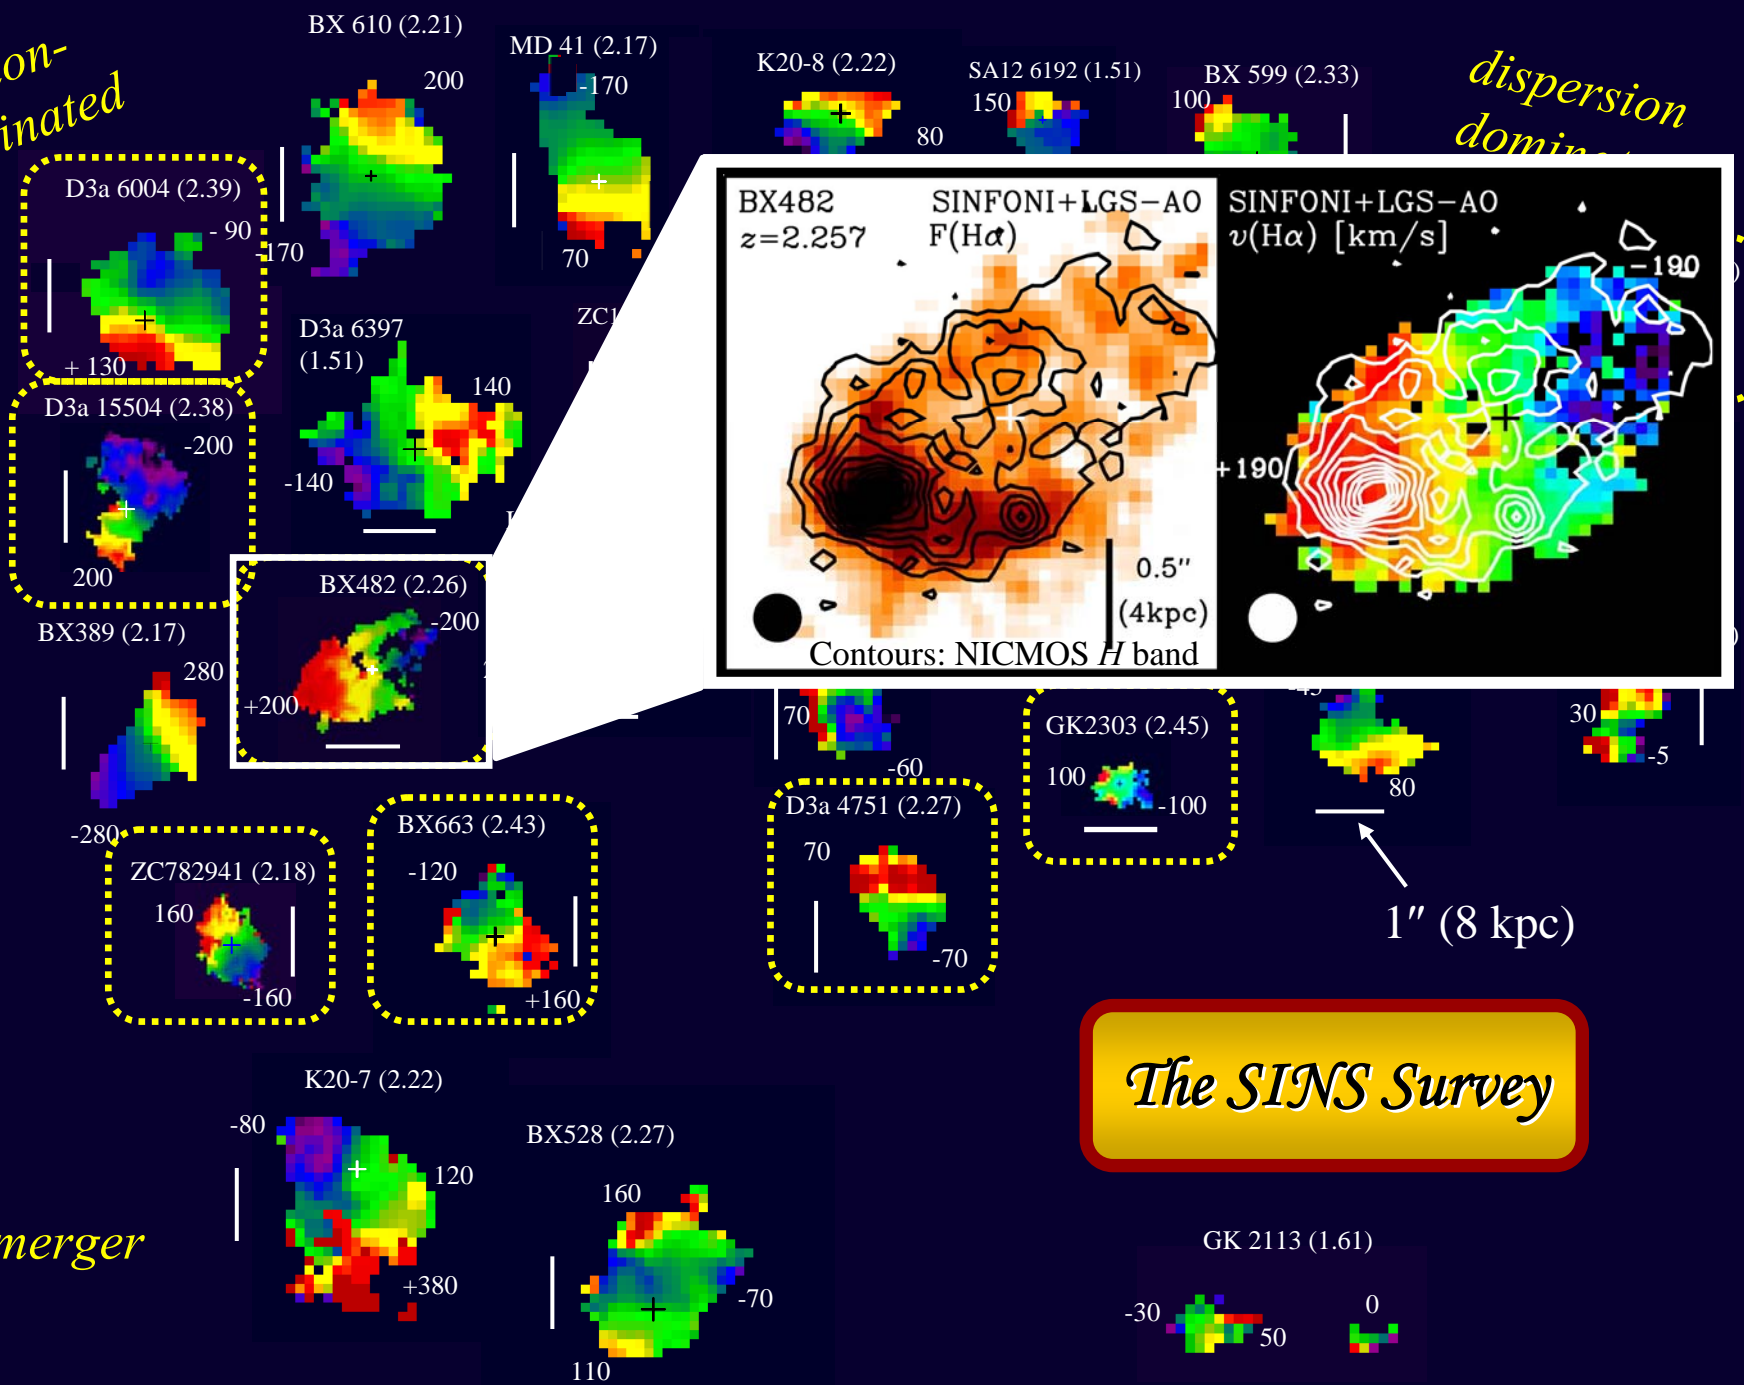 BX 610 (2.21)
MD 41 (2.17)
K20-8 (2.22)
SA12 6192 (1.51)
BX 599 (2.33)
200
-170
-170
70
80
150
100
dispersion
D3a 6004 (2.39)
- 90
+ 130
D3a 6397
(1.51)
140
-140
D3a 15504 (2.38)
-200
200
BX482 (2.26)
-200
+200
BX389 (2.17)
280
-280
BX482
z=2.257
SINFONI+LGS-AO
F(Hα)
0.5″
(4kpc)
Contours: NICMOS H band
SINFONI+LGS-AO
v(Hα) [km/s]
-190
+190
70
-60
GK2303 (2.45)
100
-100
80
30
-5
1″ (8 kpc)
ZC782941 (2.18)
160
-160
BX663 (2.43)
-120
+160
D3a 4751 (2.27)
70
-70
The SINS Survey
K20-7 (2.22)
-80
120
+380
BX528 (2.27)
160
-70
110
merger
GK 2113 (1.61)
-30
50
0